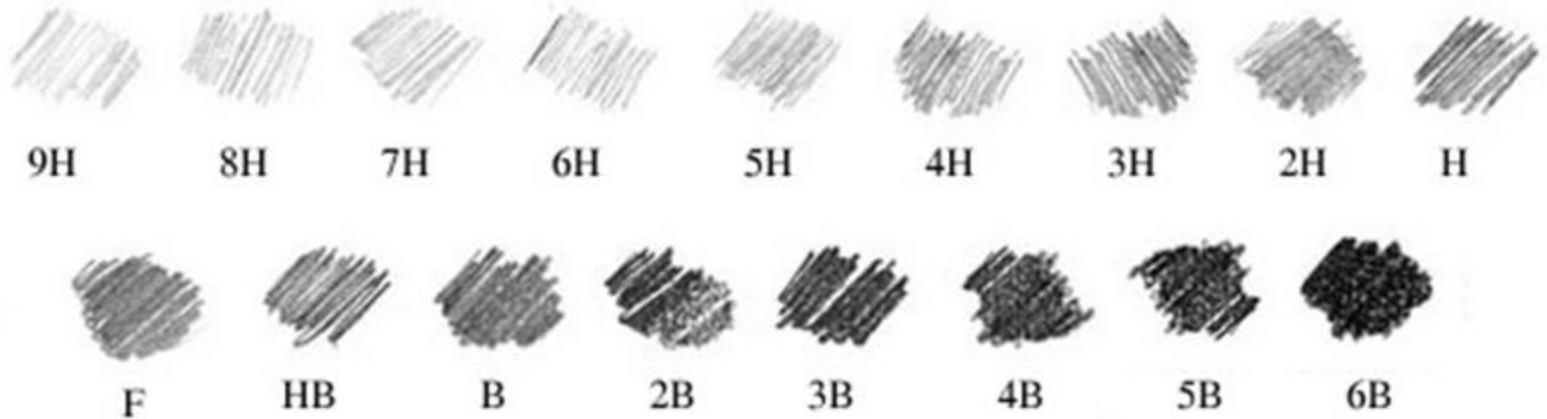 9H 8H 7H 6H 5H 4H 3H 2H H
F HB B 2B 3B 4B 5B 6B